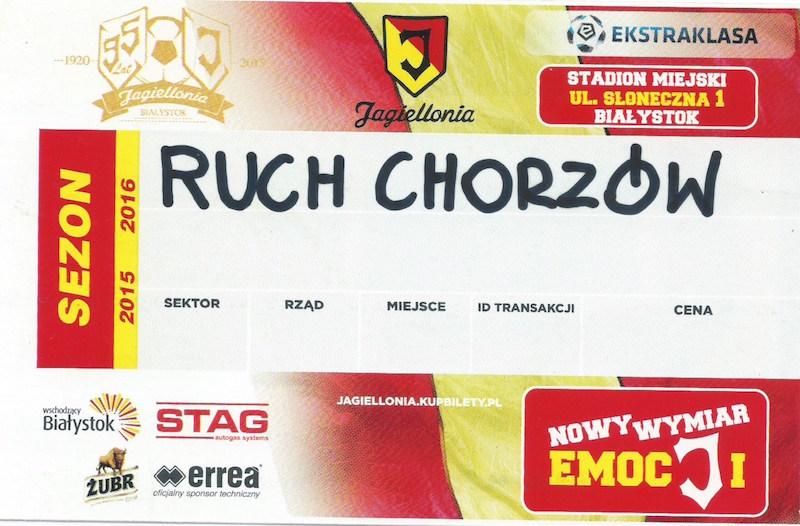 1920 95 Lat 2015
Jagiellonia
BIAŁYSTOK
Jagiellonia
EKSTRAKLASA
STADION MIEJSKI
UL. SŁONECZNA 1
BIAŁYSTOK
SEZON
2015 2016
RUCH CHORZÓW
SEKTOR RZĄD MIEJSCE ID TRANSAKCJI CENA
JAGIELLONIA.KUPBILETY.PL
wschodzący
Białystok
STAG
autogas systems
ŻUBR
errea
oficjalny sponsor techniczny
NOWY WYMIAR
EMOCJI